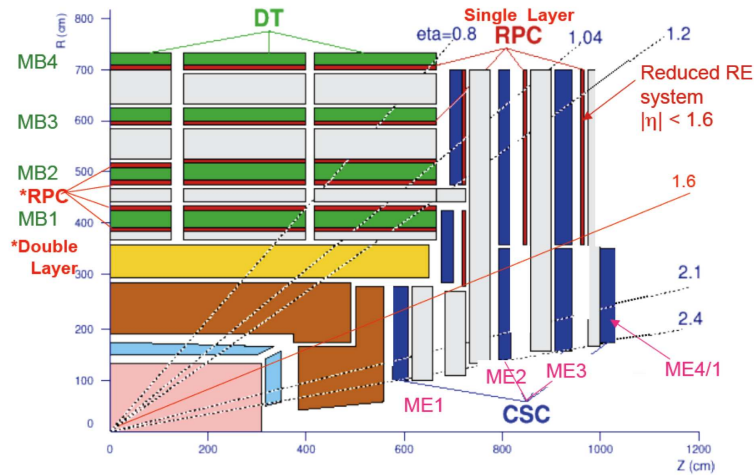 R (cm)
800
700
600
500
400
300
200
100
0
MB4
MB3
MB2
*RPC
MB1
*Double
Layer
DT
eta=0.8
Single Layer
RPC
1.04
1.2
Reduced RE
system
|η| < 1.6
1.6
2.1
2.4
ME1
ME2
ME3
ME4/1
CSC
0
200
400
600
800
1000
1200
Z (cm)